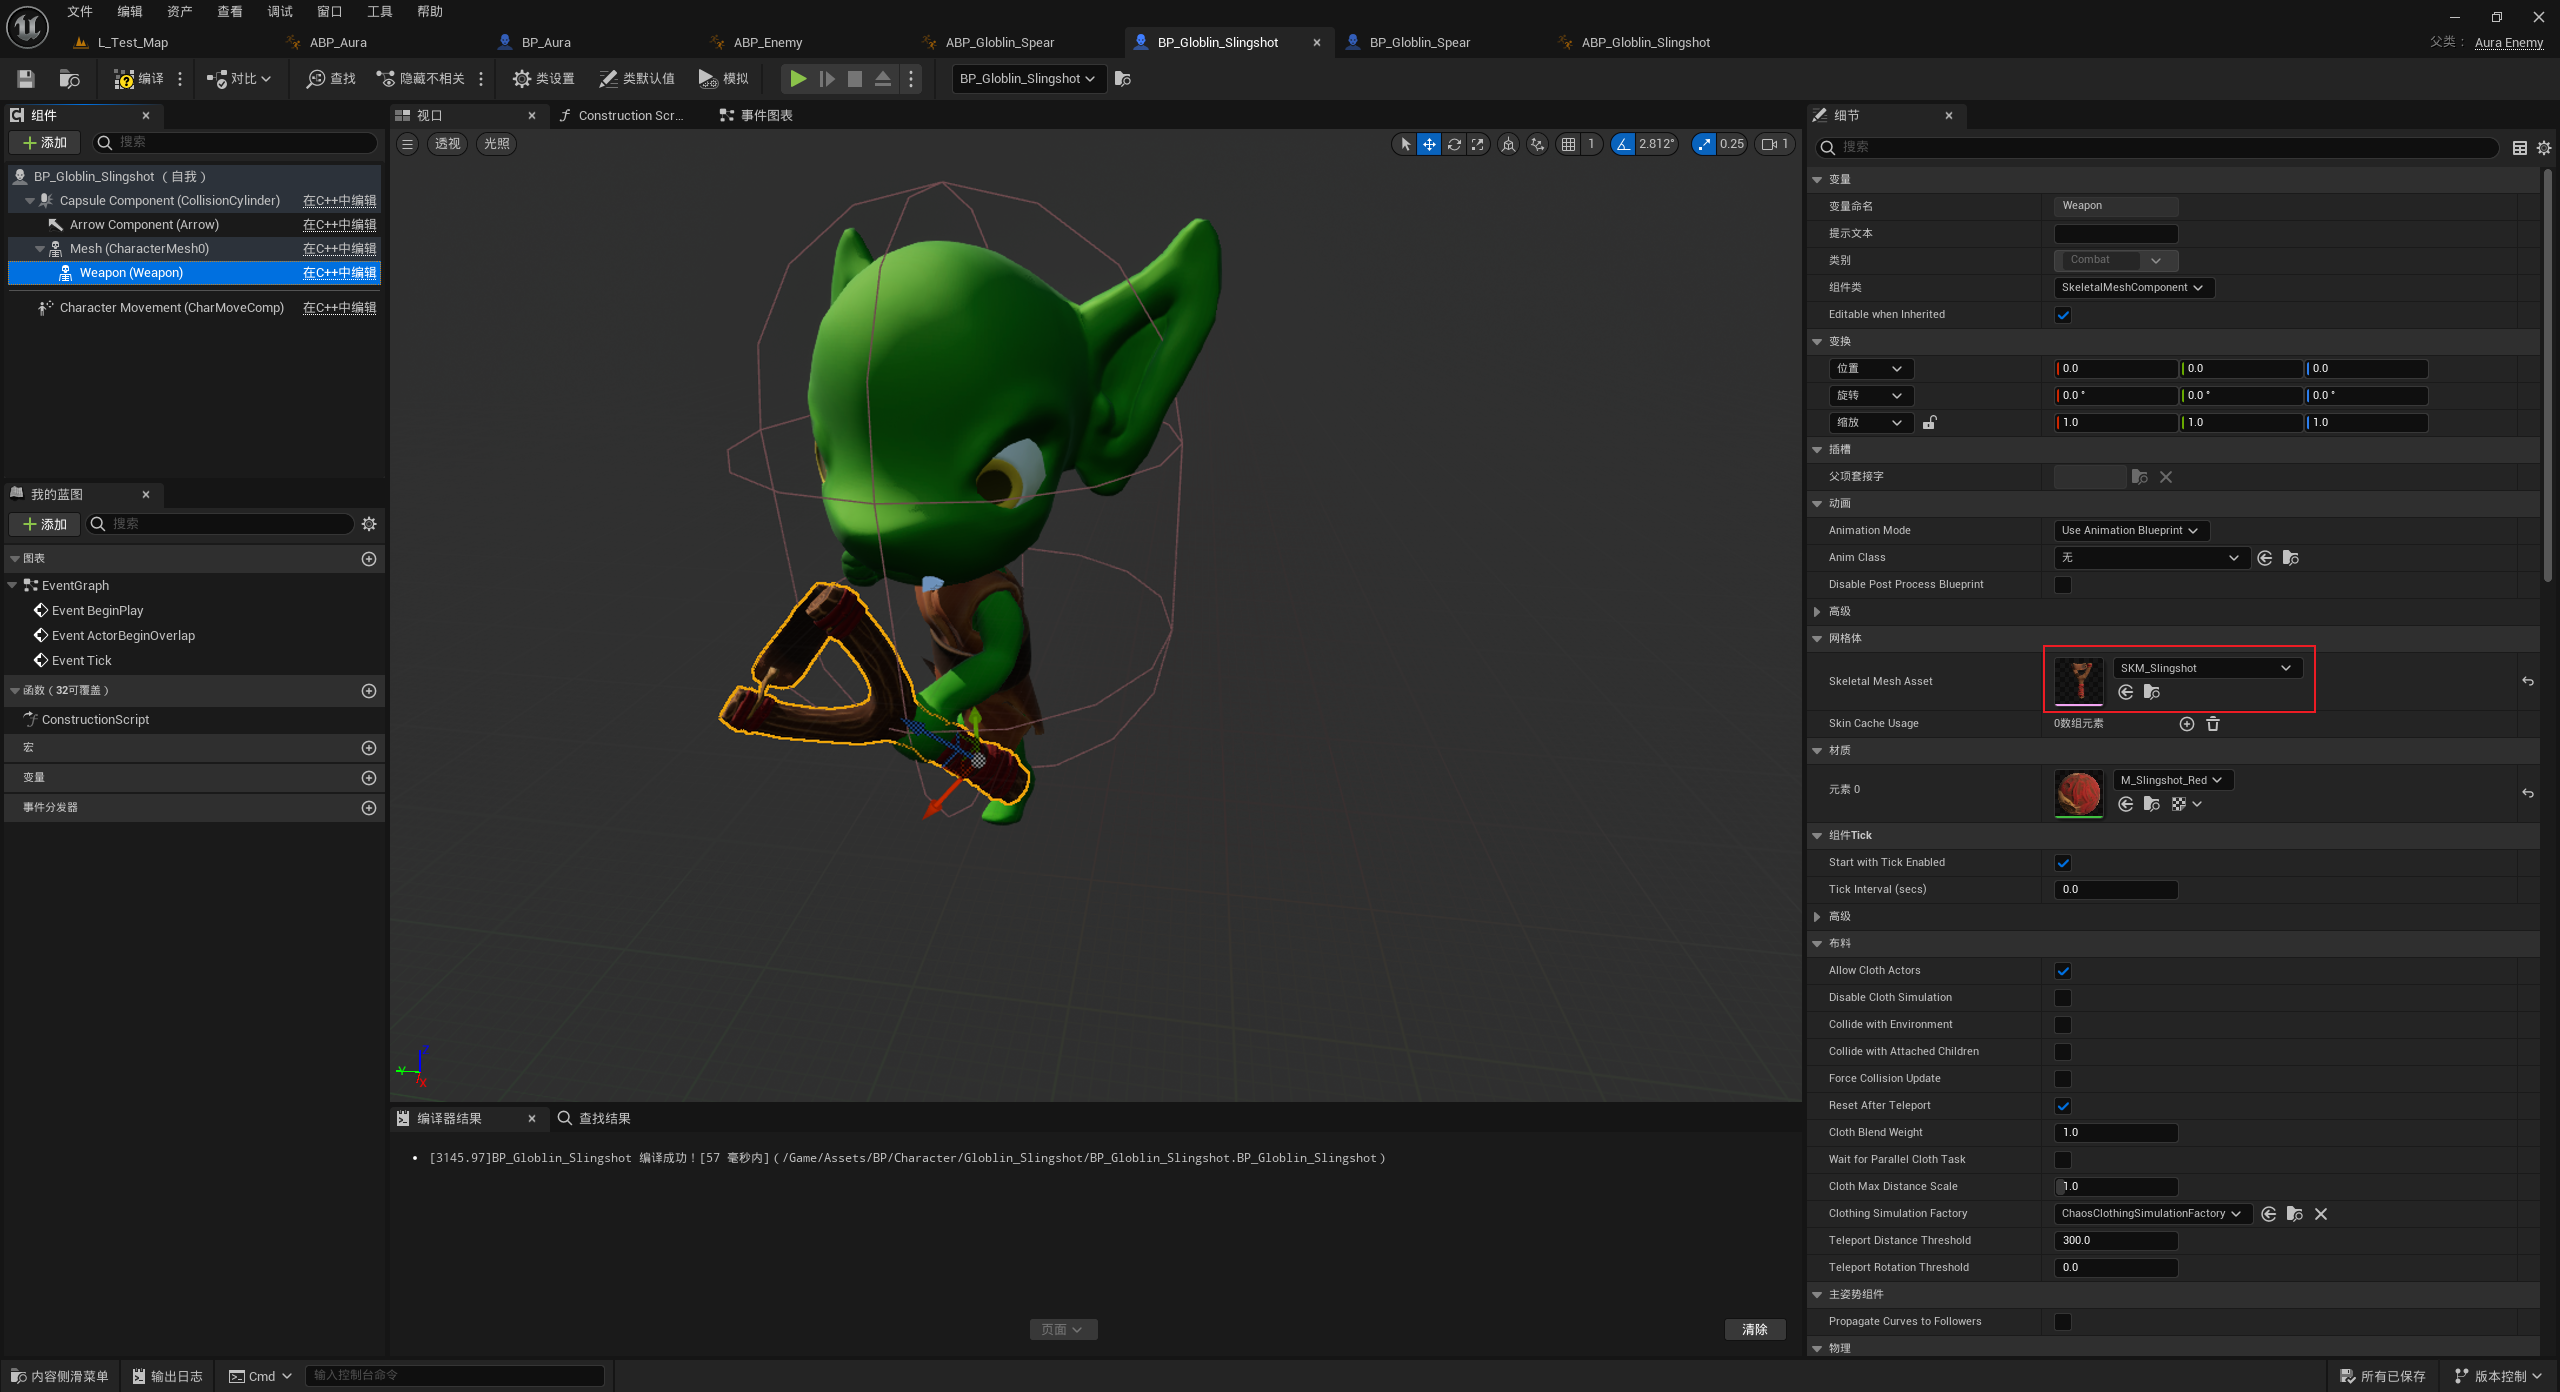 文件 编辑 资产 查看 调试 窗口 工具 帮助
L_Test_Map ABP_Aura BP_Aura ABP_Enemy ABP_Globlin_Spear BP_Globlin_Slingshot BP_Globlin_Spear ABP_Globlin_Slingshot 父类： Aura Enemy
编译 对比 查找 隐藏不相关 类设置 类默认值 模拟 BP_Globlin_Slingshot
组件
添加 搜索
BP_Globlin_Slingshot （自我）
Capsule Component (CollisionCylinder) 在C++中编辑
Arrow Component (Arrow) 在C++中编辑
Mesh (CharacterMesh0) 在C++中编辑
Weapon (Weapon) 在C++中编辑
Character Movement (CharMoveComp) 在C++中编辑
我的蓝图
添加 搜索
图表
EventGraph
Event BeginPlay
Event ActorBeginOverlap
Event Tick
函数（32可覆盖）
ConstructionScript
宏
变量
事件分发器
视口 Construction Scr... 事件图表
透视 光照 1 2.812° 0.25 1
Z
Y
X
编译器结果 查找结果
[3145.97]BP_Globlin_Slingshot 编译成功！[57 毫秒内]（/Game/Assets/BP/Character/Globlin_Slingshot/BP_Globlin_Slingshot.BP_Globlin_Slingshot）
页面 清除
细节
搜索
变量
变量命名 Weapon
提示文本
类别 Combat
组件类 SkeletalMeshComponent
Editable when Inherited
变换
位置 0.0 0.0 0.0
旋转 0.0 ° 0.0 ° 0.0 °
缩放 1.0 1.0 1.0
插槽
父项套接字
动画
Animation Mode Use Animation Blueprint
Anim Class 无
Disable Post Process Blueprint
高级
网格体
Skeletal Mesh Asset SKM_Slingshot
Skin Cache Usage 0数组元素
材质
元素 0 M_Slingshot_Red
组件Tick
Start with Tick Enabled
Tick Interval (secs) 0.0
高级
布料
Allow Cloth Actors
Disable Cloth Simulation
Collide with Environment
Collide with Attached Children
Force Collision Update
Reset After Teleport
Cloth Blend Weight 1.0
Wait for Parallel Cloth Task
Cloth Max Distance Scale 1.0
Clothing Simulation Factory ChaosClothingSimulationFactory
Teleport Distance Threshold 300.0
Teleport Rotation Threshold 0.0
主姿势组件
Propagate Curves to Followers
物理
内容侧滑菜单 输出日志 Cmd 输入控制台命令 所有已保存 版本控制